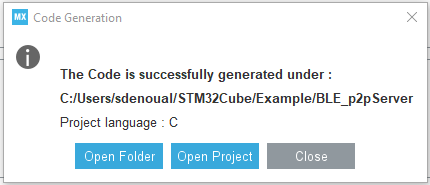 MX Code Generation
The Code is successfully generated under :
C:/Users/sdenoual/STM32Cube/Example/BLE_p2pServer
Project language : C
Open Folder Open Project Close